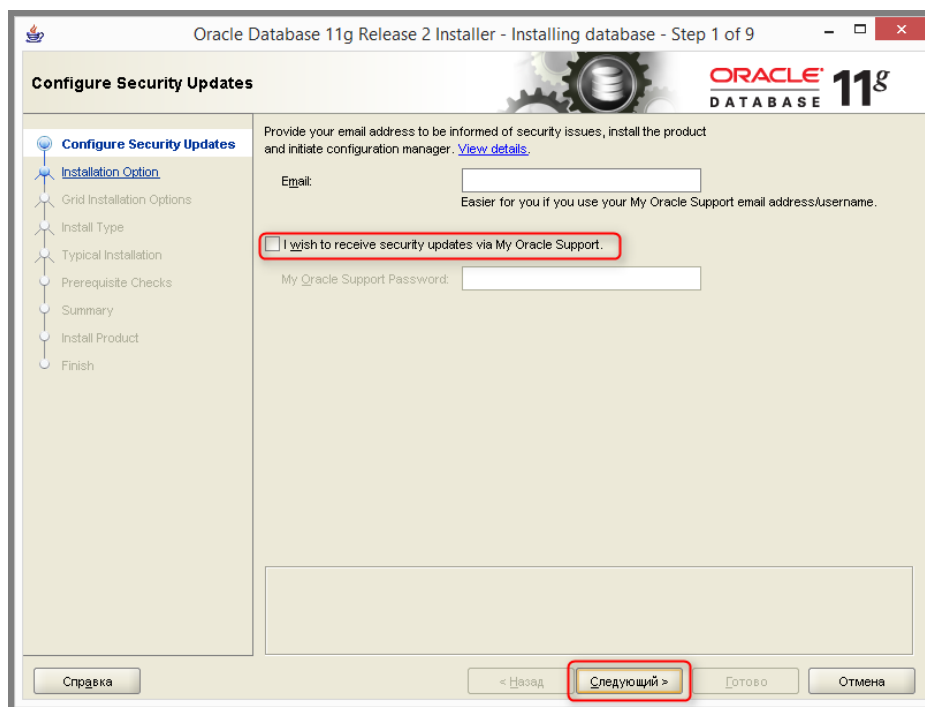 Oracle Database 11g Release 2 Installer - Installing database - Step 1 of 9
Configure Security Updates
ORACLE
DATABASE
11g
Configure Security Updates
Installation Option
Grid Installation Options
Install Type
Typical Installation
Prerequisite Checks
Summary
Install Product
Finish
Provide your email address to be informed of security issues, install the product
and initiate configuration manager. View details.
Email:
Easier for you if you use your My Oracle Support email address/username.
I wish to receive security updates via My Oracle Support.
My Oracle Support Password:
Справка
< Назад
Следующий >
Готово
Отмена